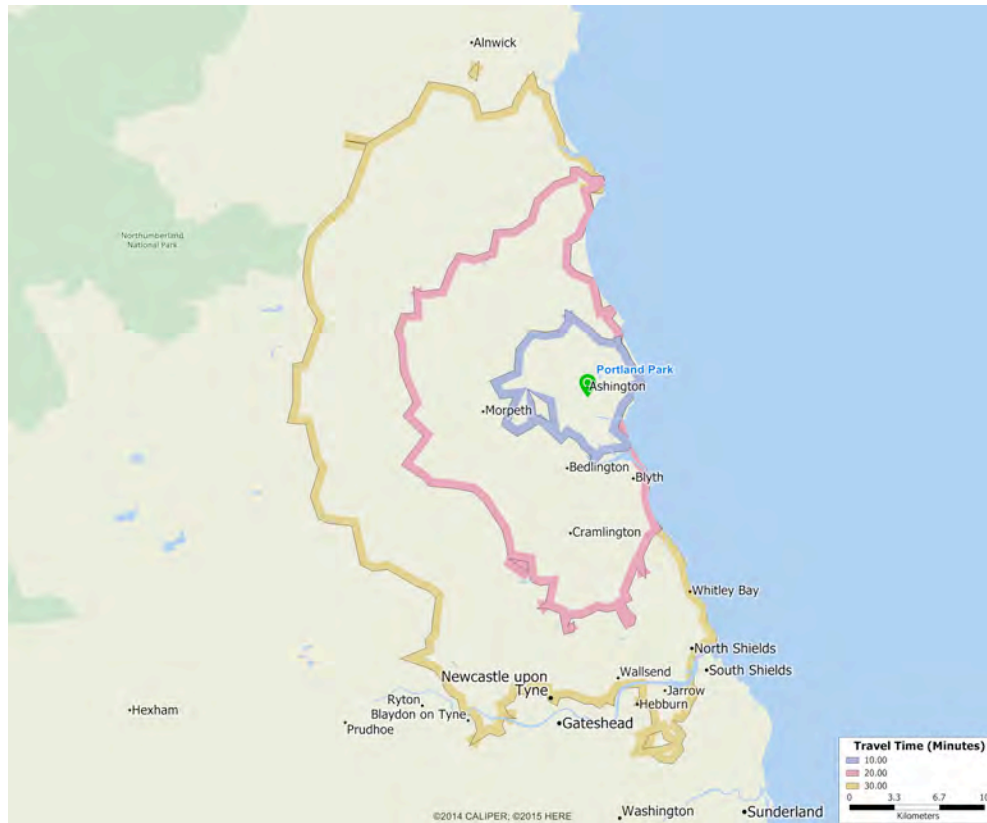 Alnwick
Northumberland
National Park
Portland Park
Ashington
Morpeth
Bedlington
Blyth
Cramlington
Whitley Bay
North Shields
South Shields
Wallsend
Newcastle upon
Tyne
Jarrow
Hebburn
Ryton
Blaydon on Tyne
Gateshead
Hexham
Prudhoe
Washington
Sunderland
Travel Time (Minutes)
10.00
20.00
30.00
0 3.3 6.7 10
Kilometers
©2014 CALIPER; ©2015 HERE